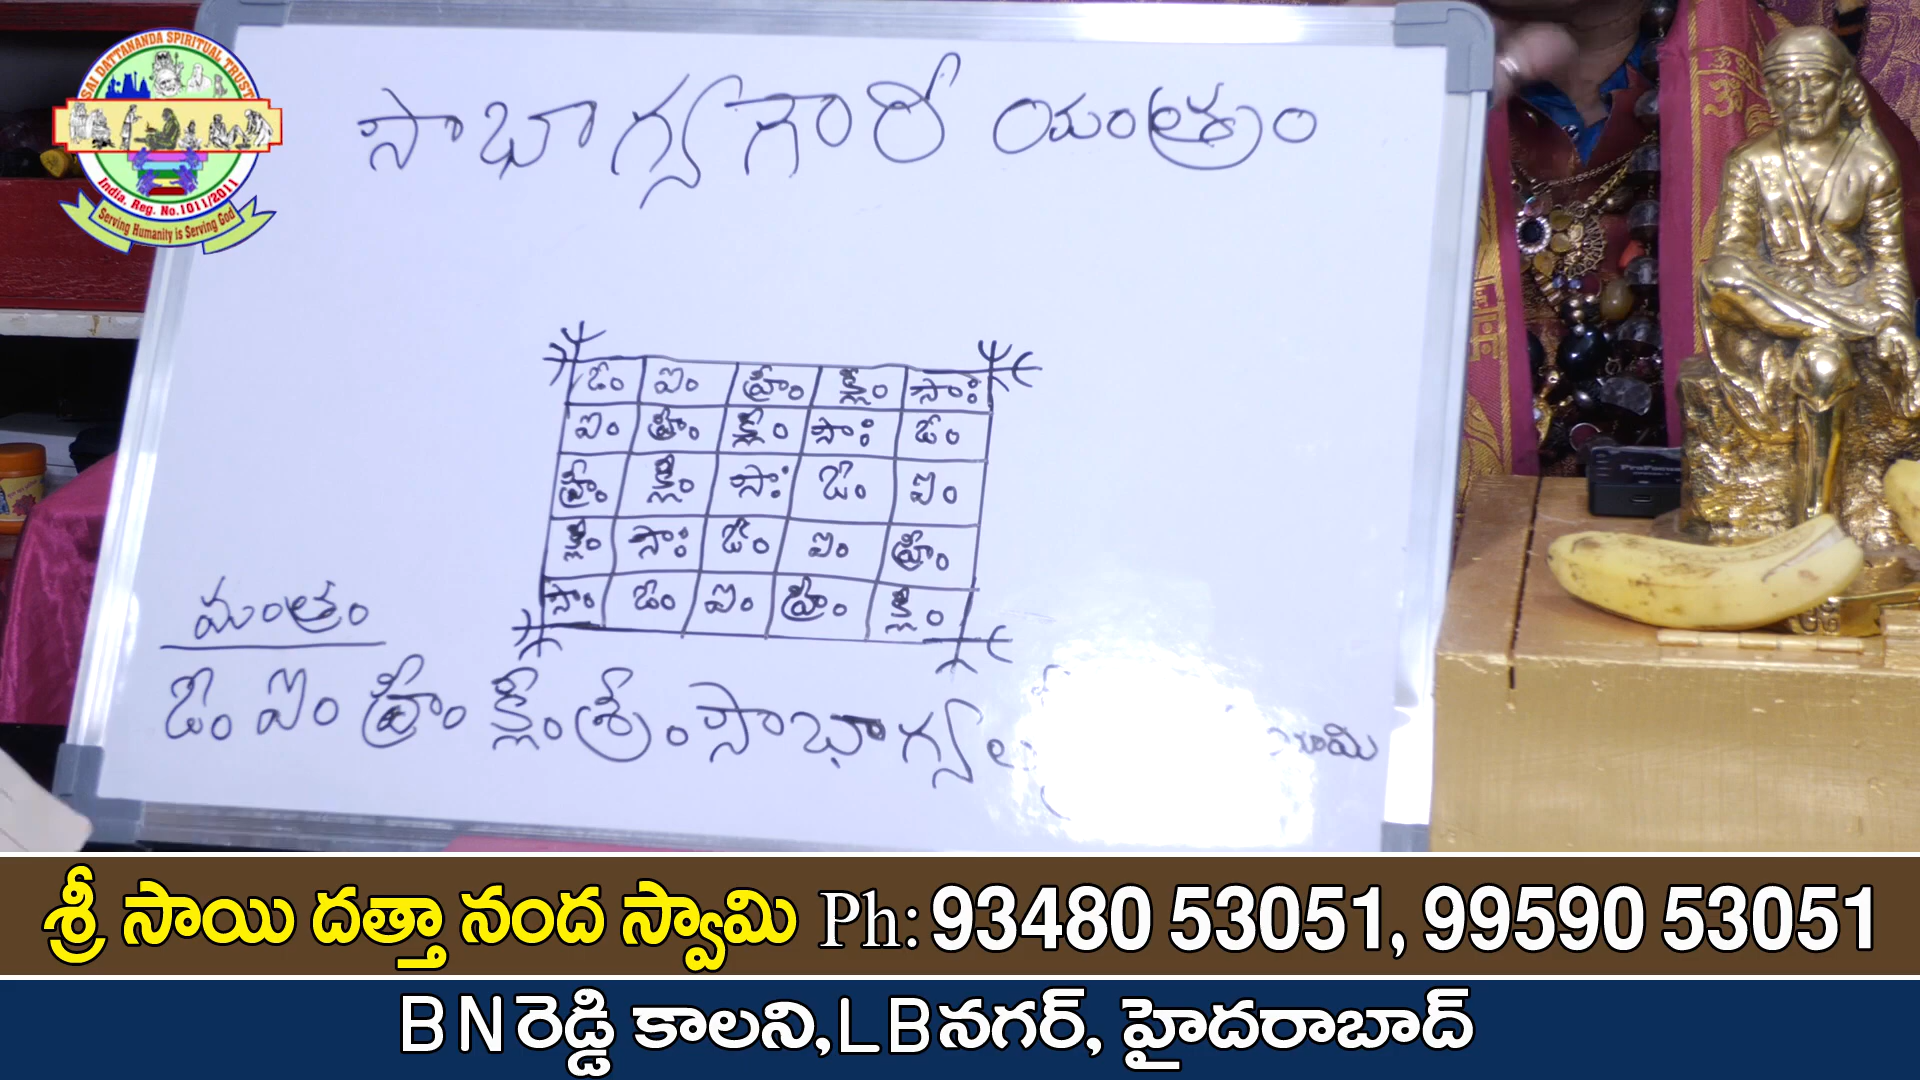 SAI DATTANANDA SPIRITUAL TRUST
India. Reg. No.1011/2011
Serving Humanity is Serving God
సౌభాగ్యగౌరీ యంత్రం
ఓం ఐం హ్రీం క్లీం సౌః
ఐం హ్రీం క్లీం సౌః ఓం
హ్రీం క్లీం సౌః ఓం ఐం
క్లీం సౌః ఓం ఐం హ్రీం
సౌం ఓం ఐం హ్రీం క్లీం
మంత్రం
ఓం ఐం హ్రీం క్లీం శ్రీం సౌభాగ్య
శ్రీ సాయి దత్తా నంద స్వామి Ph: 93480 53051, 99590 53051
B N రెడ్డి కాలని, L B నగర్, హైదరాబాద్